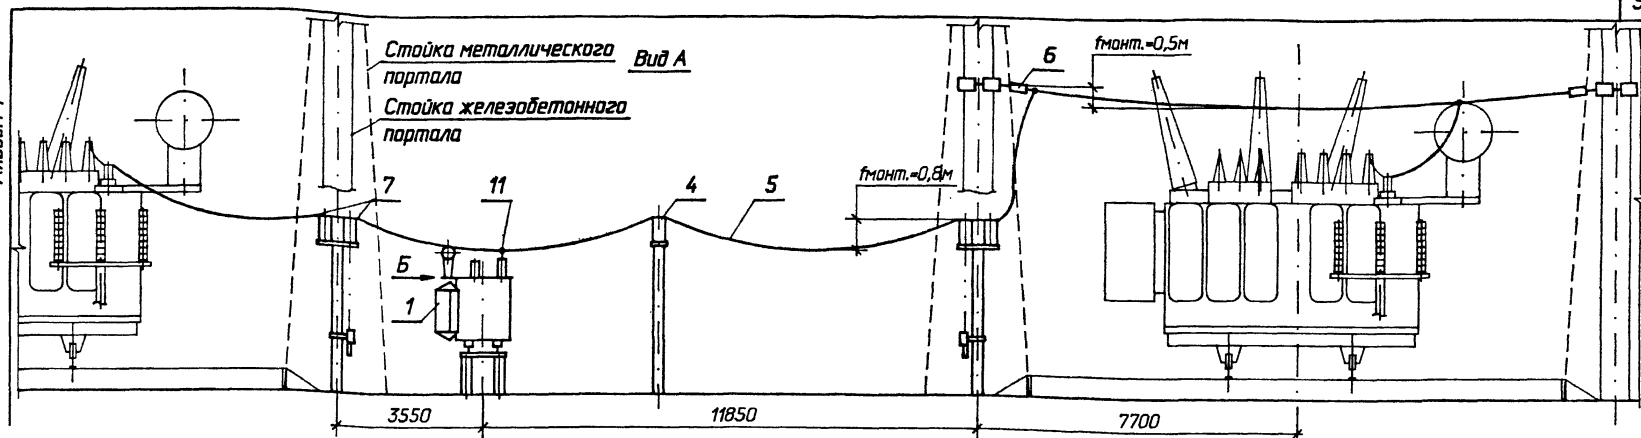 Стойка металлического
портала
Вид А
Стойка железобетонного
портала
6
fмонт.=0,5м
fмонт.=0,8м
7
11
4
5
Б
1
3550
11850
7700